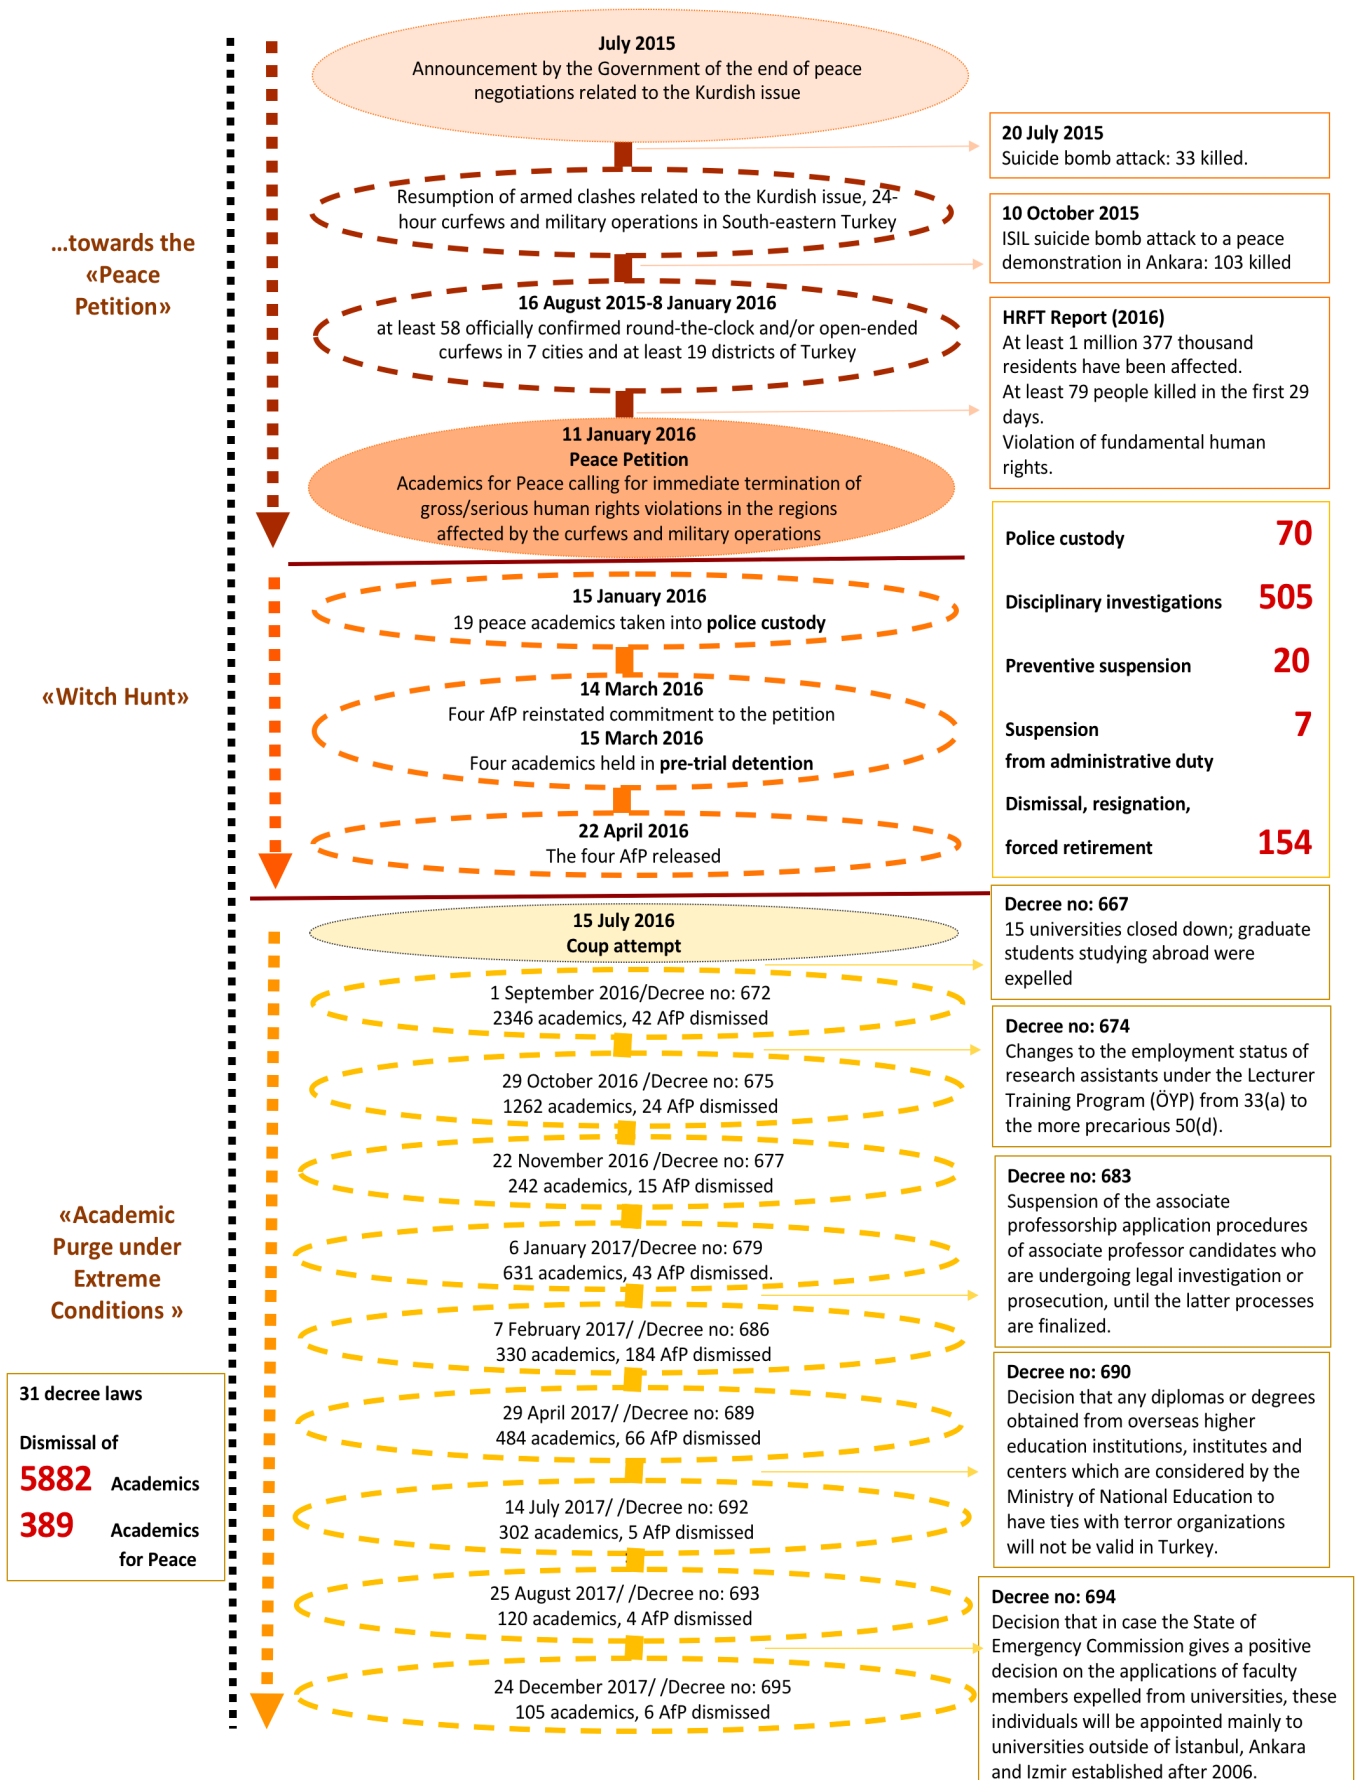 July 2015
Announcement by the Government of the end of peace
negotiations related to the Kurdish issue
20 July 2015
Suicide bomb attack: 33 killed.
Resumption of armed clashes related to the Kurdish issue, 24-
hour curfews and military operations in South-eastern Turkey
10 October 2015
ISIL suicide bomb attack to a peace
demonstration in Ankara: 103 killed
...towards the
«Peace
Petition»
16 August 2015-8 January 2016
at least 58 officially confirmed round-the-clock and/or open-ended
curfews in 7 cities and at least 19 districts of Turkey
HRFT Report (2016)
At least 1 million 377 thousand
residents have been affected.
At least 79 people killed in the first 29
days.
Violation of fundamental human
rights.
11 January 2016
Peace Petition
Academics for Peace calling for immediate termination of
gross/serious human rights violations in the regions
affected by the curfews and military operations
Police custody 70
Disciplinary investigations 505
Preventive suspension 20
Suspension 7
from administrative duty
Dismissal, resignation,
forced retirement 154
«Witch Hunt»
15 January 2016
19 peace academics taken into police custody
14 March 2016
Four AfP reinstated commitment to the petition
15 March 2016
Four academics held in pre-trial detention
22 April 2016
The four AfP released
15 July 2016
Coup attempt
Decree no: 667
15 universities closed down; graduate
students studying abroad were
expelled
1 September 2016/Decree no: 672
2346 academics, 42 AfP dismissed
Decree no: 674
Changes to the employment status of
research assistants under the Lecturer
Training Program (ÖYP) from 33(a) to
the more precarious 50(d).
29 October 2016 /Decree no: 675
1262 academics, 24 AfP dismissed
22 November 2016 /Decree no: 677
242 academics, 15 AfP dismissed
Decree no: 683
Suspension of the associate
professorship application procedures
of associate professor candidates who
are undergoing legal investigation or
prosecution, until the latter processes
are finalized.
«Academic
Purge under
Extreme
Conditions »
6 January 2017/Decree no: 679
631 academics, 43 AfP dismissed.
7 February 2017/ /Decree no: 686
330 academics, 184 AfP dismissed
Decree no: 690
Decision that any diplomas or degrees
obtained from overseas higher
education institutions, institutes and
centers which are considered by the
Ministry of National Education to
have ties with terror organizations
will not be valid in Turkey.
31 decree laws
Dismissal of
5882 Academics
389 Academics
for Peace
29 April 2017/ /Decree no: 689
484 academics, 66 AfP dismissed
14 July 2017/ /Decree no: 692
302 academics, 5 AfP dismissed
25 August 2017/ /Decree no: 693
120 academics, 4 AfP dismissed
Decree no: 694
Decision that in case the State of
Emergency Commission gives a positive
decision on the applications of faculty
members expelled from universities, these
individuals will be appointed mainly to
universities outside of İstanbul, Ankara
and Izmir established after 2006.
24 December 2017/ /Decree no: 695
105 academics, 6 AfP dismissed